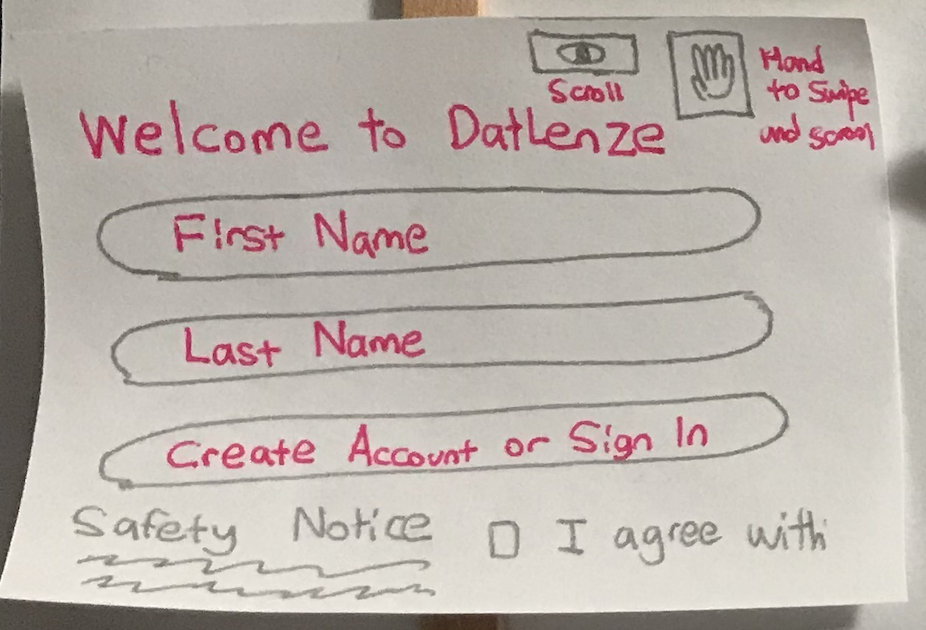 Scroll
Hand
to Swipe
and scrool
Welcome to DatLenze
First Name
Last Name
Create Account or Sign In
Safety Notice
I agree with